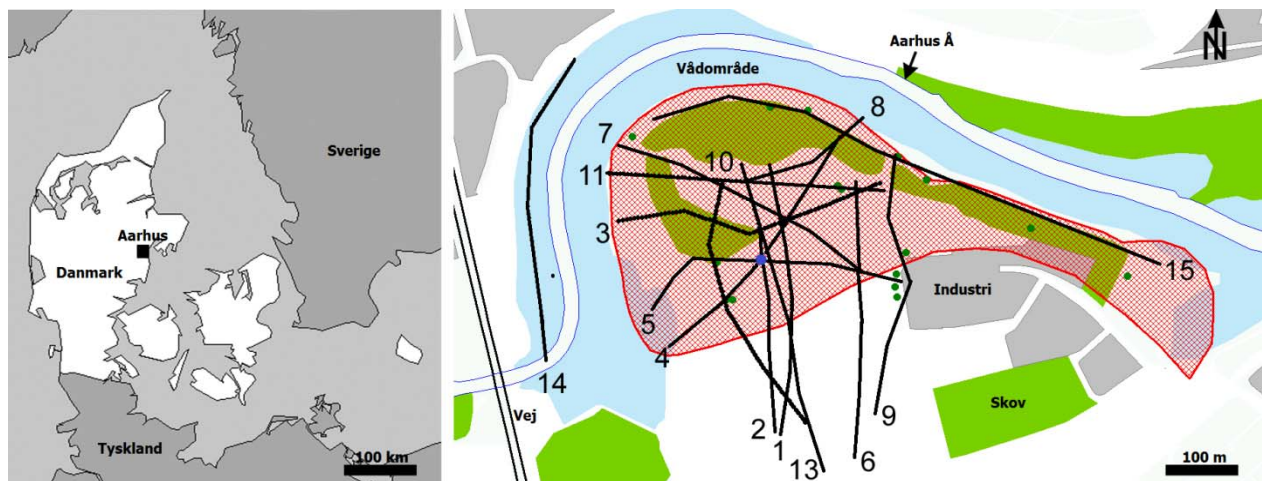 Sverige
Aarhus
Danmark
Tyskland
100 km
Aarhus Å
N
Vådområde
8
7
10
11
3
15
Industri
5
4
14
Vej
Skov
9
2
1
6
13
100 m